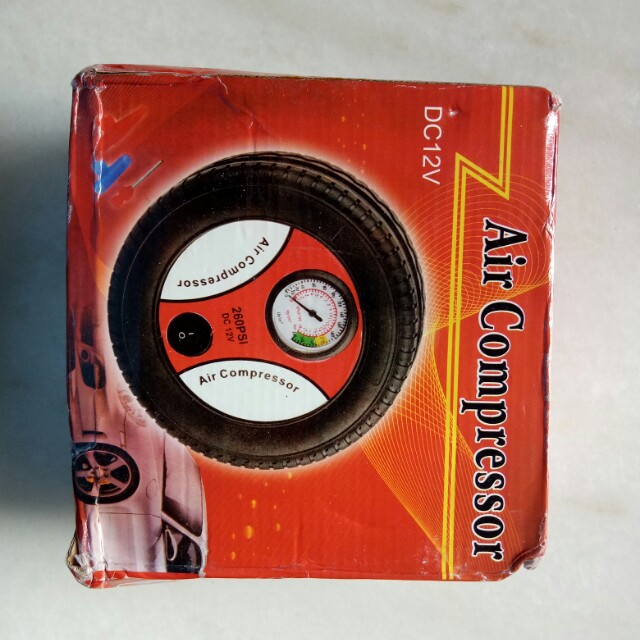 DC12V
Air Compressor
Air Compressor
260PSI
DC 12V
Air Compressor